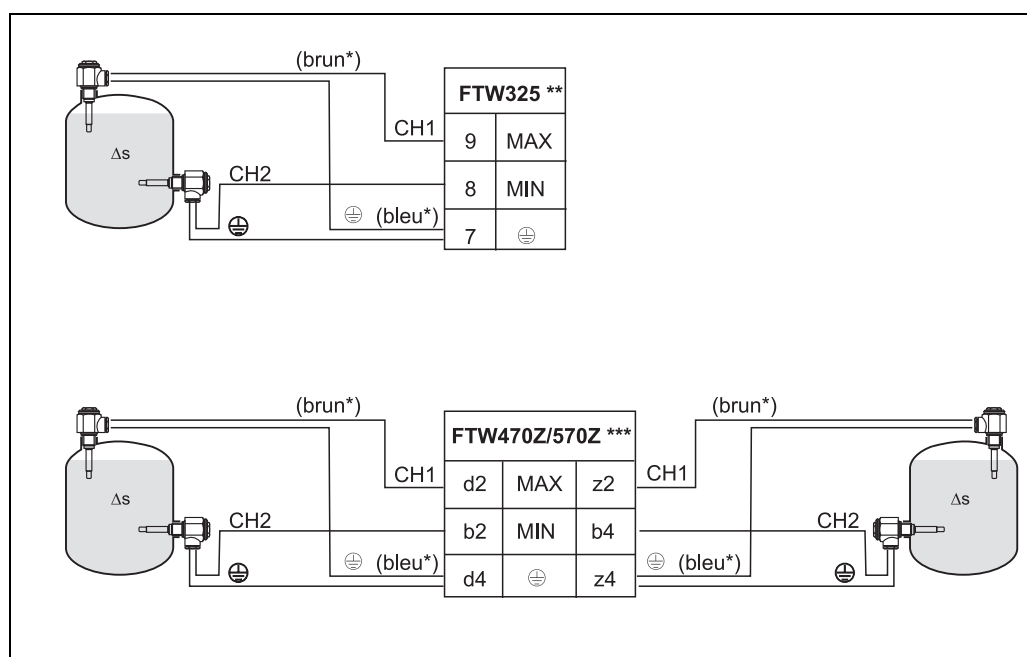 (brun*)
FTW325 **
CH1
9 MAX
Δs
CH2
8 MIN
(bleu*)
7
(brun*)
(brun*)
FTW470Z/570Z ***
CH1
d2 MAX z2
CH1
Δs
Δs
CH2
b2 MIN b4
CH2
(bleu*)
(bleu*)
d4 z4